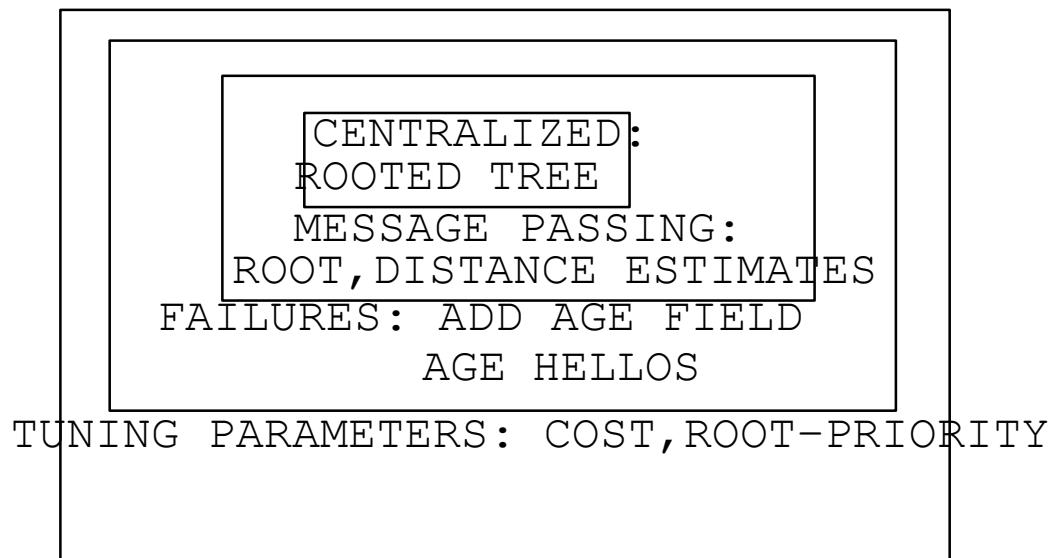 CENTRALIZED:
ROOTED TREE
MESSAGE PASSING:
ROOT,DISTANCE ESTIMATES
FAILURES: ADD AGE FIELD
AGE HELLOS
TUNING PARAMETERS: COST,ROOT-PRIORITY